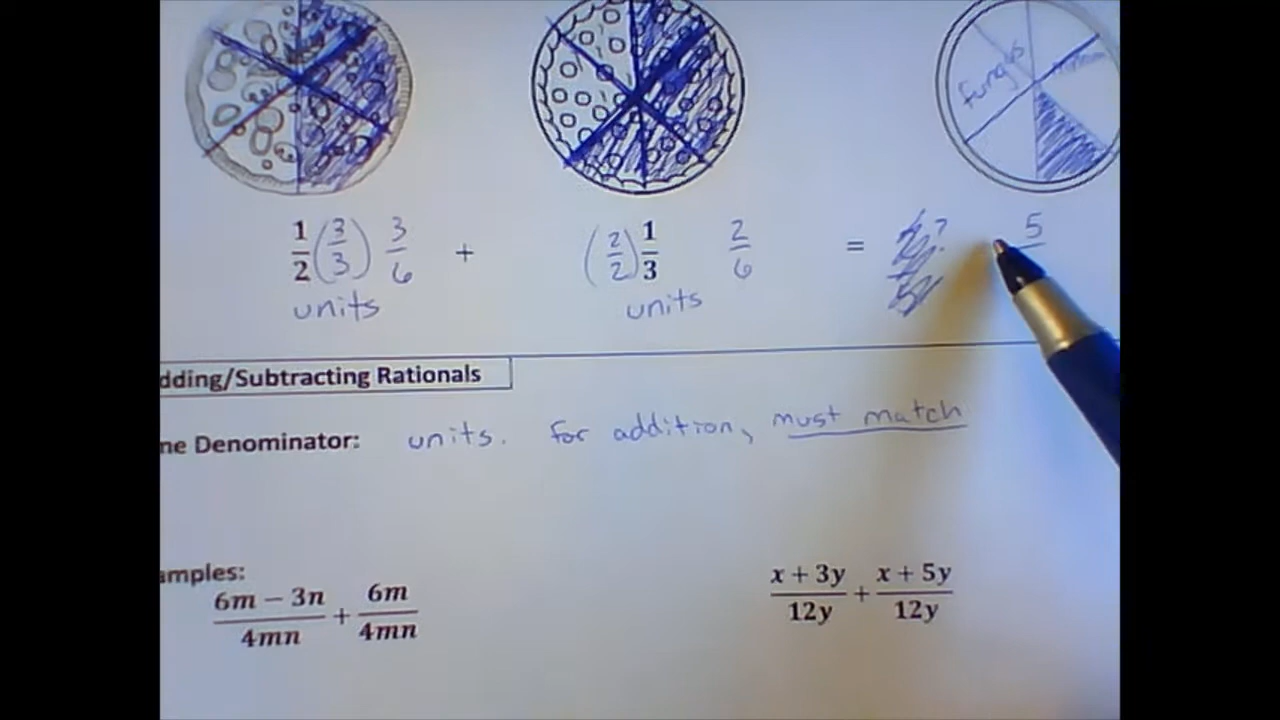 fungus
1/2 (3/3) 3/6 + (2/2) 1/3 2/6 = 5
units units
dding/Subtracting Rationals
ne Denominator: units. For addition, must match
amples:
6m − 3n/4mn + 6m/4mn x + 3y/12y + x + 5y/12y